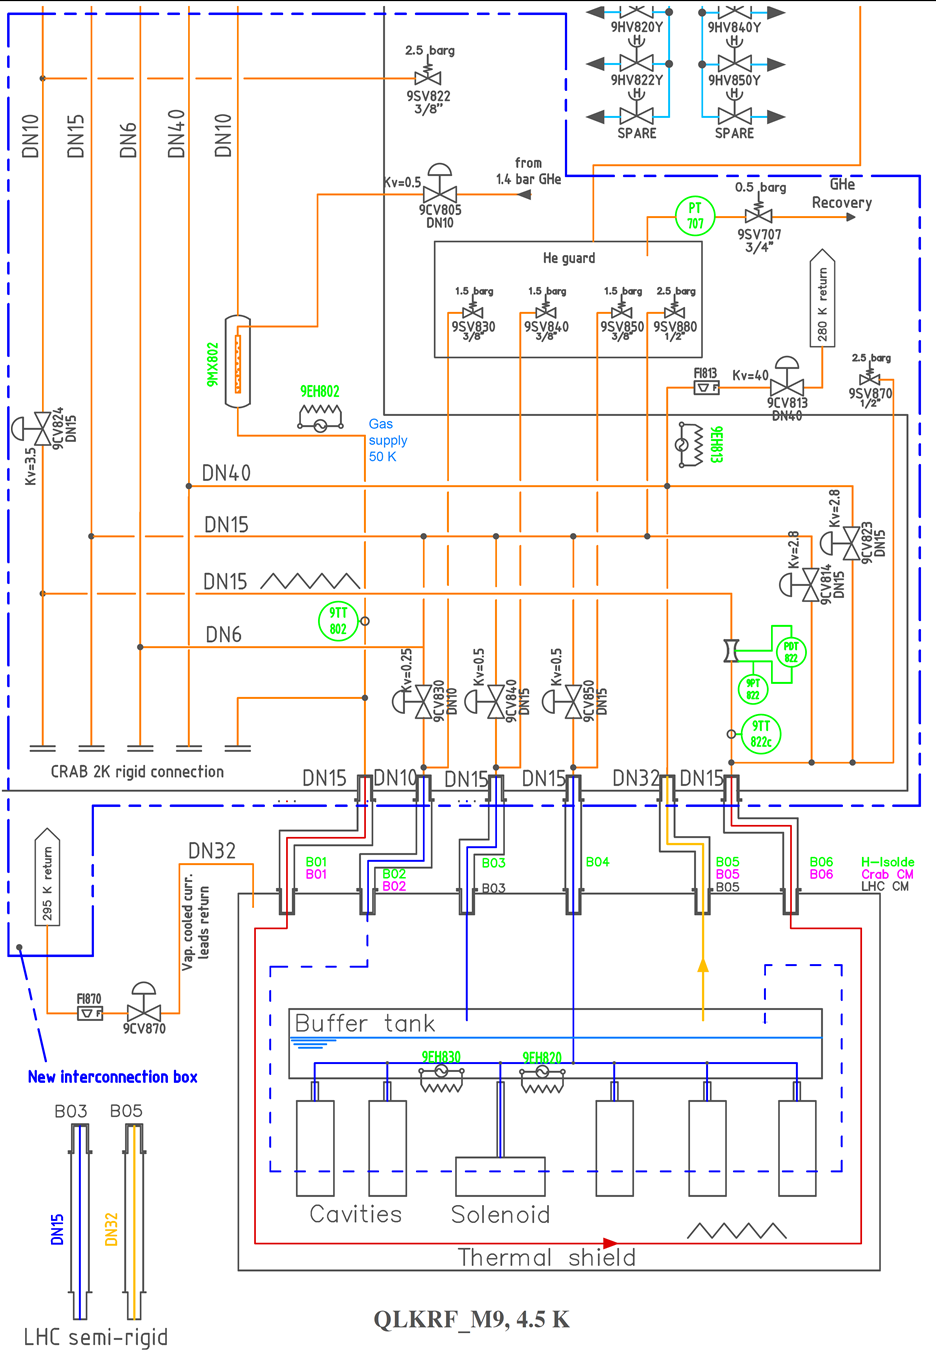 9HV820Y
9HV840Y
H
H
9HV822Y
9HV850Y
H
H
SPARE
SPARE
2.5 barg
9SV822
3/8"
DN10
DN15
DN6
DN40
DN10
from
1.4 bar GHe
Kv=0.5
9CV805
DN10
0.5 barg
GHe
Recovery
PT
707
9SV707
3/4"
He guard
1.5 barg
1.5 barg
1.5 barg
2.5 barg
9SV830
3/8"
9SV840
3/8"
9SV850
3/8"
9SV880
1/2"
280 K return
9MX802
9EH802
FI813
F
Kv=40
9CV813
DN40
2.5 barg
9SV870
1/2"
9CV824
DN15
Kv=3.5
Gas
supply
50 K
9EH813
DN40
DN15
DN15
DN6
Kv=2.8
9CV823
DN15
Kv=2.8
9CV814
DN15
9TT
802
PDT
822
9PT
822
9TT
822c
Kv=0.25
9CV830
DN10
Kv=0.5
9CV840
DN15
Kv=0.5
9CV850
DN15
CRAB 2K rigid connection
DN15
DN10
DN15
DN15
DN32
DN15
...
...
295 K return
DN32
Vap. cooled curr.
leads return
B01
B01
B02
B02
B03
B03
B04
B05
B05
B05
B06
B06
H-Isolde
Crab CM
LHC CM
FI870
F
9CV870
New interconnection box
Buffer tank
9EH830
9EH820
Cavities
Solenoid
Thermal shield
B03
B05
DN15
DN32
LHC semi-rigid
QLKRF_M9, 4.5 K